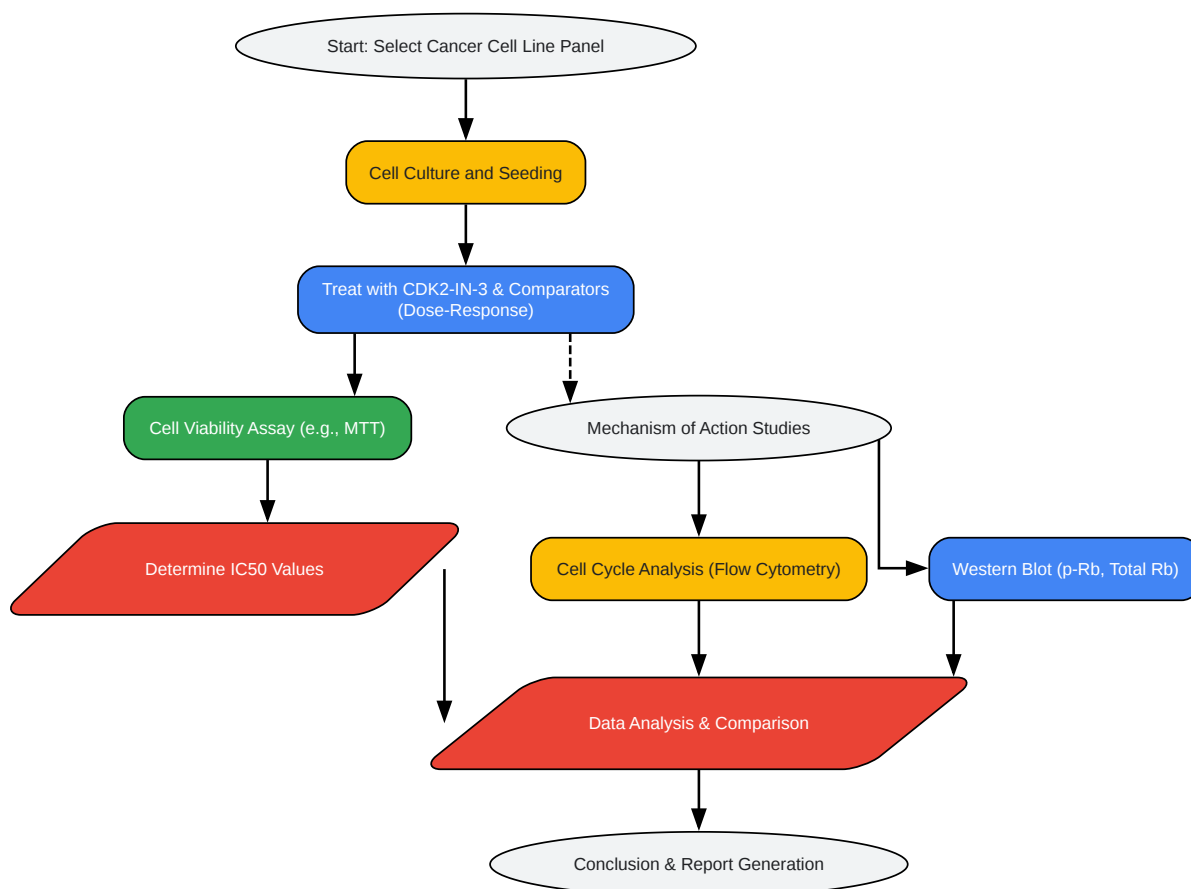 Start: Select Cancer Cell Line Panel
Cell Culture and Seeding
Treat with CDK2-IN-3 & Comparators
(Dose-Response)
Cell Viability Assay (e.g., MTT)
Mechanism of Action Studies
Determine IC50 Values
Cell Cycle Analysis (Flow Cytometry)
Western Blot (p-Rb, Total Rb)
Data Analysis & Comparison
Conclusion & Report Generation